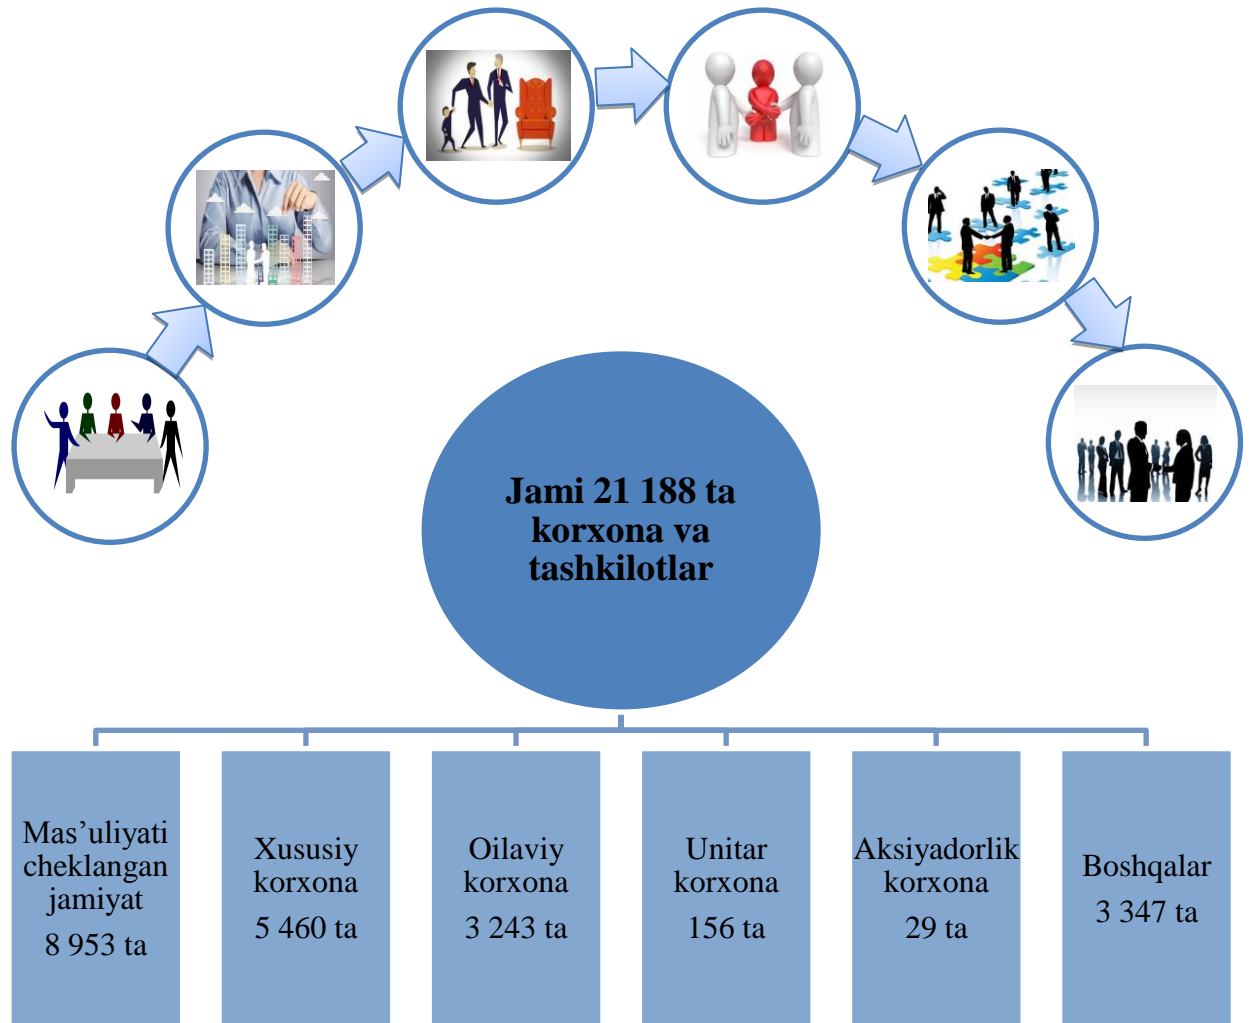 Jami 21 188 ta
korxona va
tashkilotlar
Mas’uliyati
cheklangan
jamiyat
8 953 ta
Xususiy
korxona
5 460 ta
Oilaviy
korxona
3 243 ta
Unitar
korxona
156 ta
Aksiyadorlik
korxona
29 ta
Boshqalar
3 347 ta